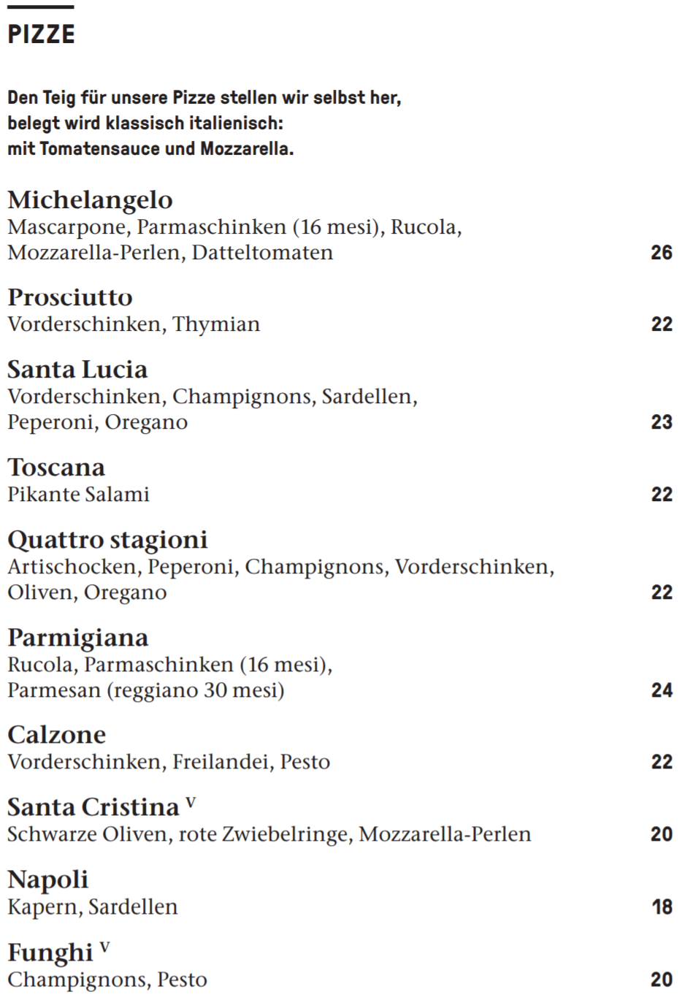 PIZZE
Den Teig für unsere Pizze stellen wir selbst her,
belegt wird klassisch italienisch:
mit Tomatensauce und Mozzarella.
Michelangelo
Mascarpone, Parmaschinken (16 mesi), Rucola,
Mozzarella-Perlen, Datteltomaten 26
Prosciutto
Vorderschinken, Thymian 22
Santa Lucia
Vorderschinken, Champignons, Sardellen,
Peperoni, Oregano 23
Toscana
Pikante Salami 22
Quattro stagioni
Artischocken, Peperoni, Champignons, Vorderschinken,
Oliven, Oregano 22
Parmigiana
Rucola, Parmaschinken (16 mesi),
Parmesan (reggiano 30 mesi) 24
Calzone
Vorderschinken, Freilandei, Pesto 22
Santa Cristina V
Schwarze Oliven, rote Zwiebelringe, Mozzarella-Perlen 20
Napoli
Kapern, Sardellen 18
Funghi V
Champignons, Pesto 20